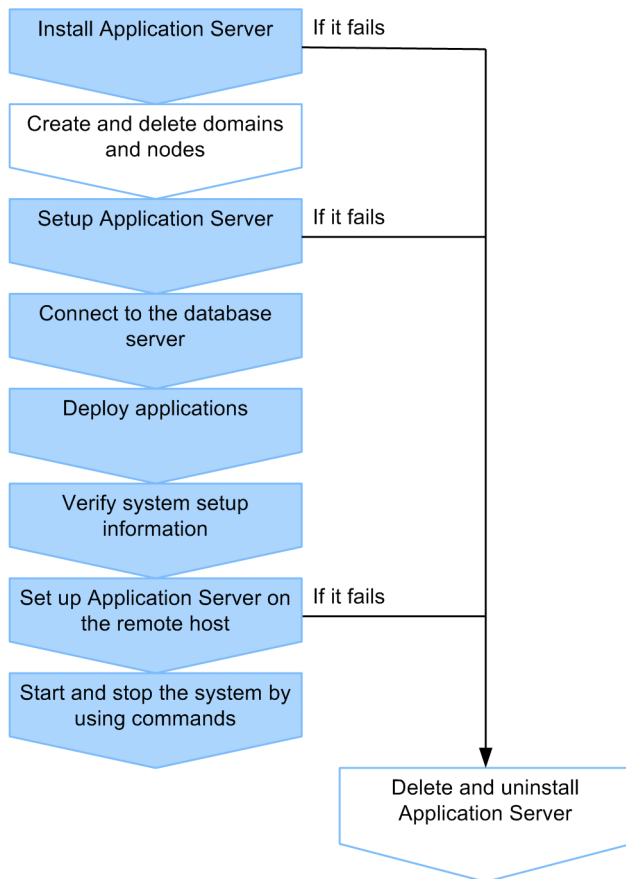 Install Application Server
If it fails
Create and delete domains
and nodes
Setup Application Server
If it fails
Connect to the database
server
Deploy applications
Verify system setup
information
Set up Application Server on
the remote host
If it fails
Start and stop the system by
using commands
Delete and uninstall
Application Server